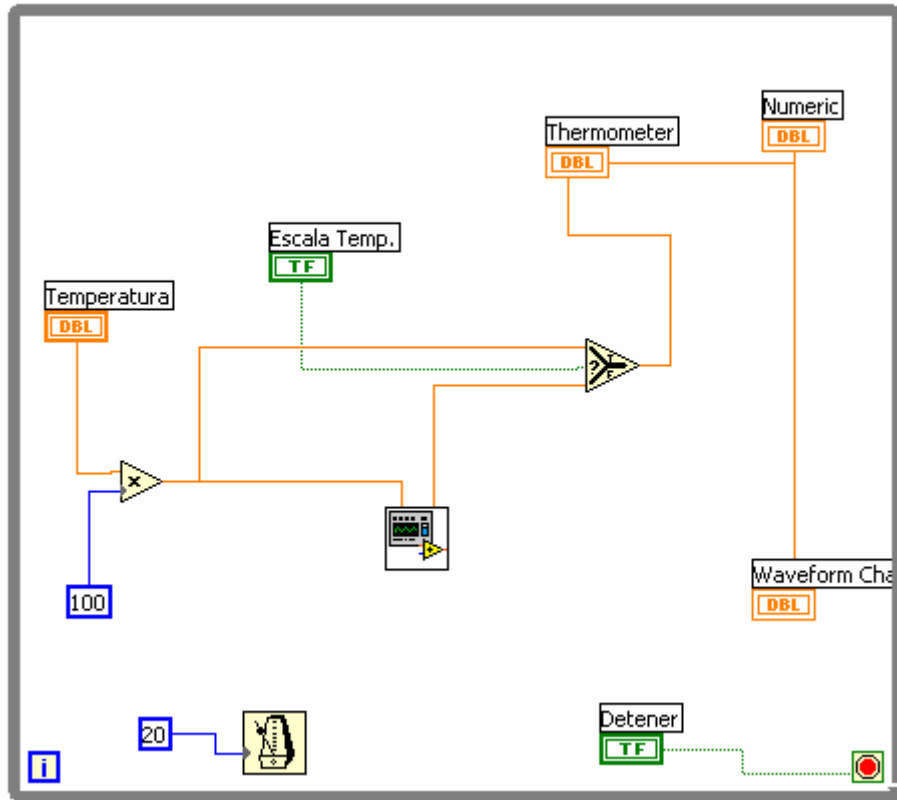 Numeric
DBL
Thermometer
DBL
Escala Temp.
TF
Temperatura
DBL
? T
F
x
100
+
Waveform Cha
DBL
20
Detener
TF
i